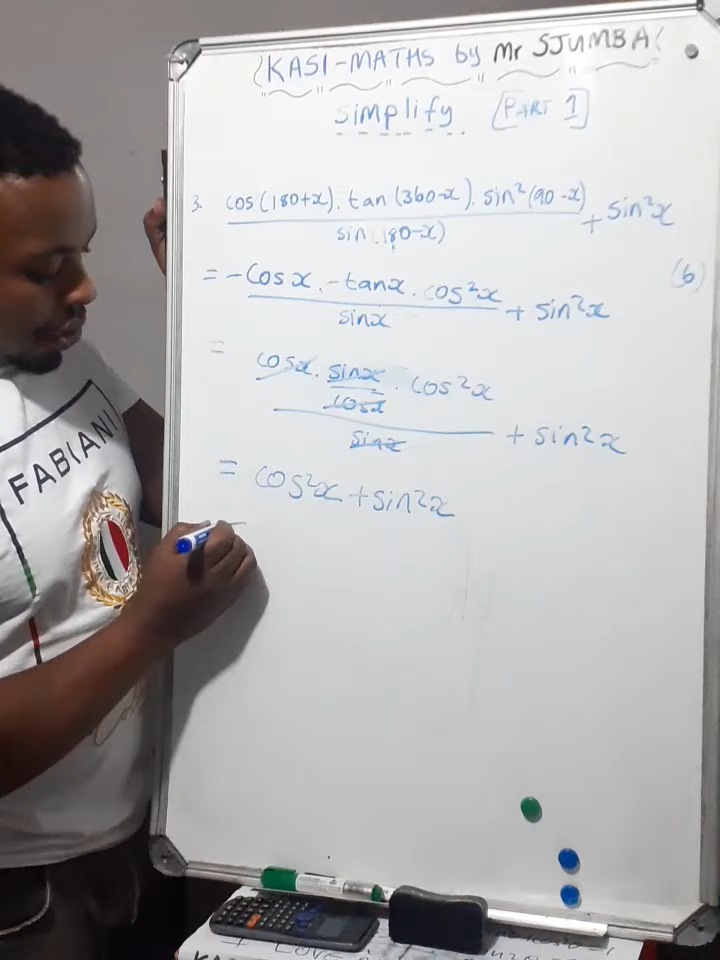 KASI-MATHS by Mr SJUMBA
simplify [PART 1]
3. cos(180+x).tan(360-x).sin²(90-x) + sin²x
sin(180-x)
(6)
= -cosx.-tanx.cos²x + sin²x
sinx
= cosx.sinx.cos²x + sin²x
cosx
sinx
= cos²x + sin²x
FABIANI